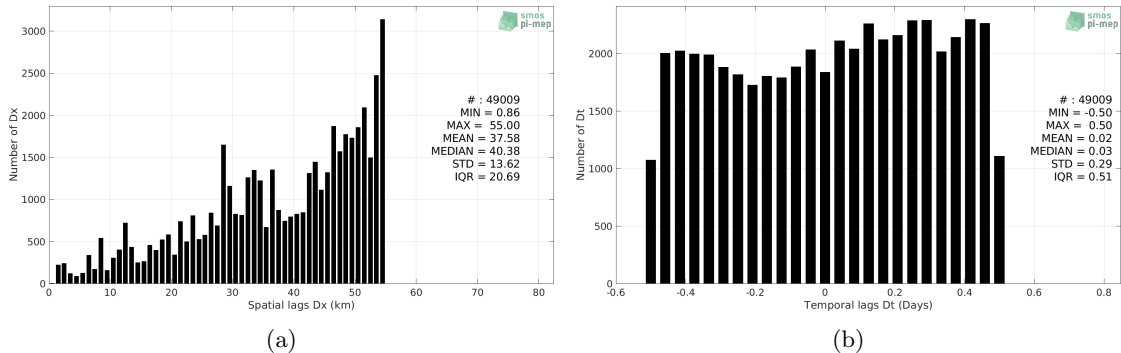 3000
2500
2000
1500
1000
500
0
0 10 20 30 40 50 60 70 80
Number of Dx
Spatial lags Dx (km)
smos
pi-mep
# : 49009
MIN = 0.86
MAX = 55.00
MEAN = 37.58
MEDIAN = 40.38
STD = 13.62
IQR = 20.69
(a)
2000
1500
1000
500
0
-0.6 -0.4 -0.2 0 0.2 0.4 0.6 0.8
Number of Dt
Temporal lags Dt (Days)
smos
pi-mep
# : 49009
MIN = -0.50
MAX = 0.50
MEAN = 0.02
MEDIAN = 0.03
STD = 0.29
IQR = 0.51
(b)